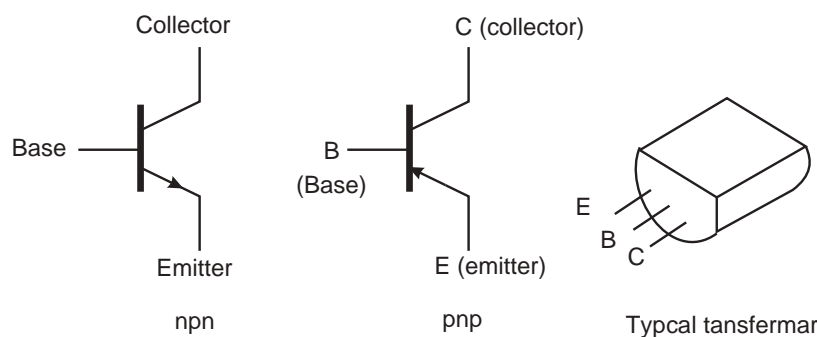 Collector
Base
Emitter
npn
C (collector)
B
(Base)
E (emitter)
pnp
E
B
C
Typcal tansfermar